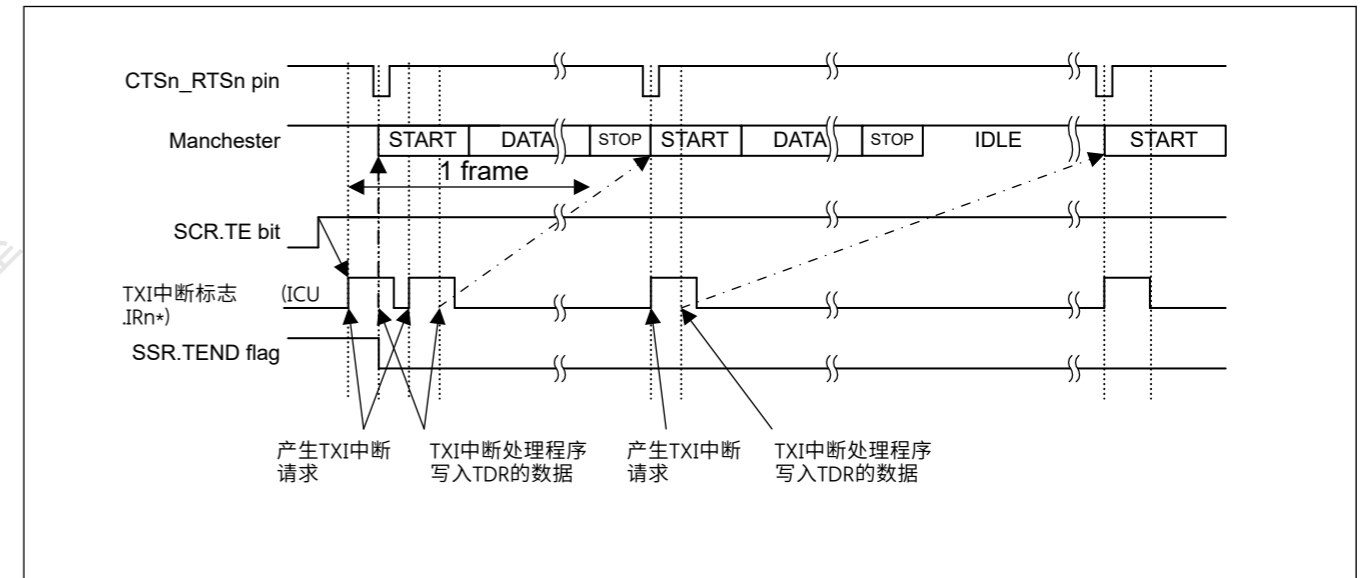 CTSn_RTSn pin
Manchester
START DATA STOP START DATA STOP IDLE START
1 frame
SCR.TE bit
TXI中断标志 (ICU
.IRn*)
SSR.TEND flag
产生TXI中断
请求
TXI中断处理程序
写入TDR的数据
产生TXI中断
请求
TXI中断处理程序
写入TDR的数据